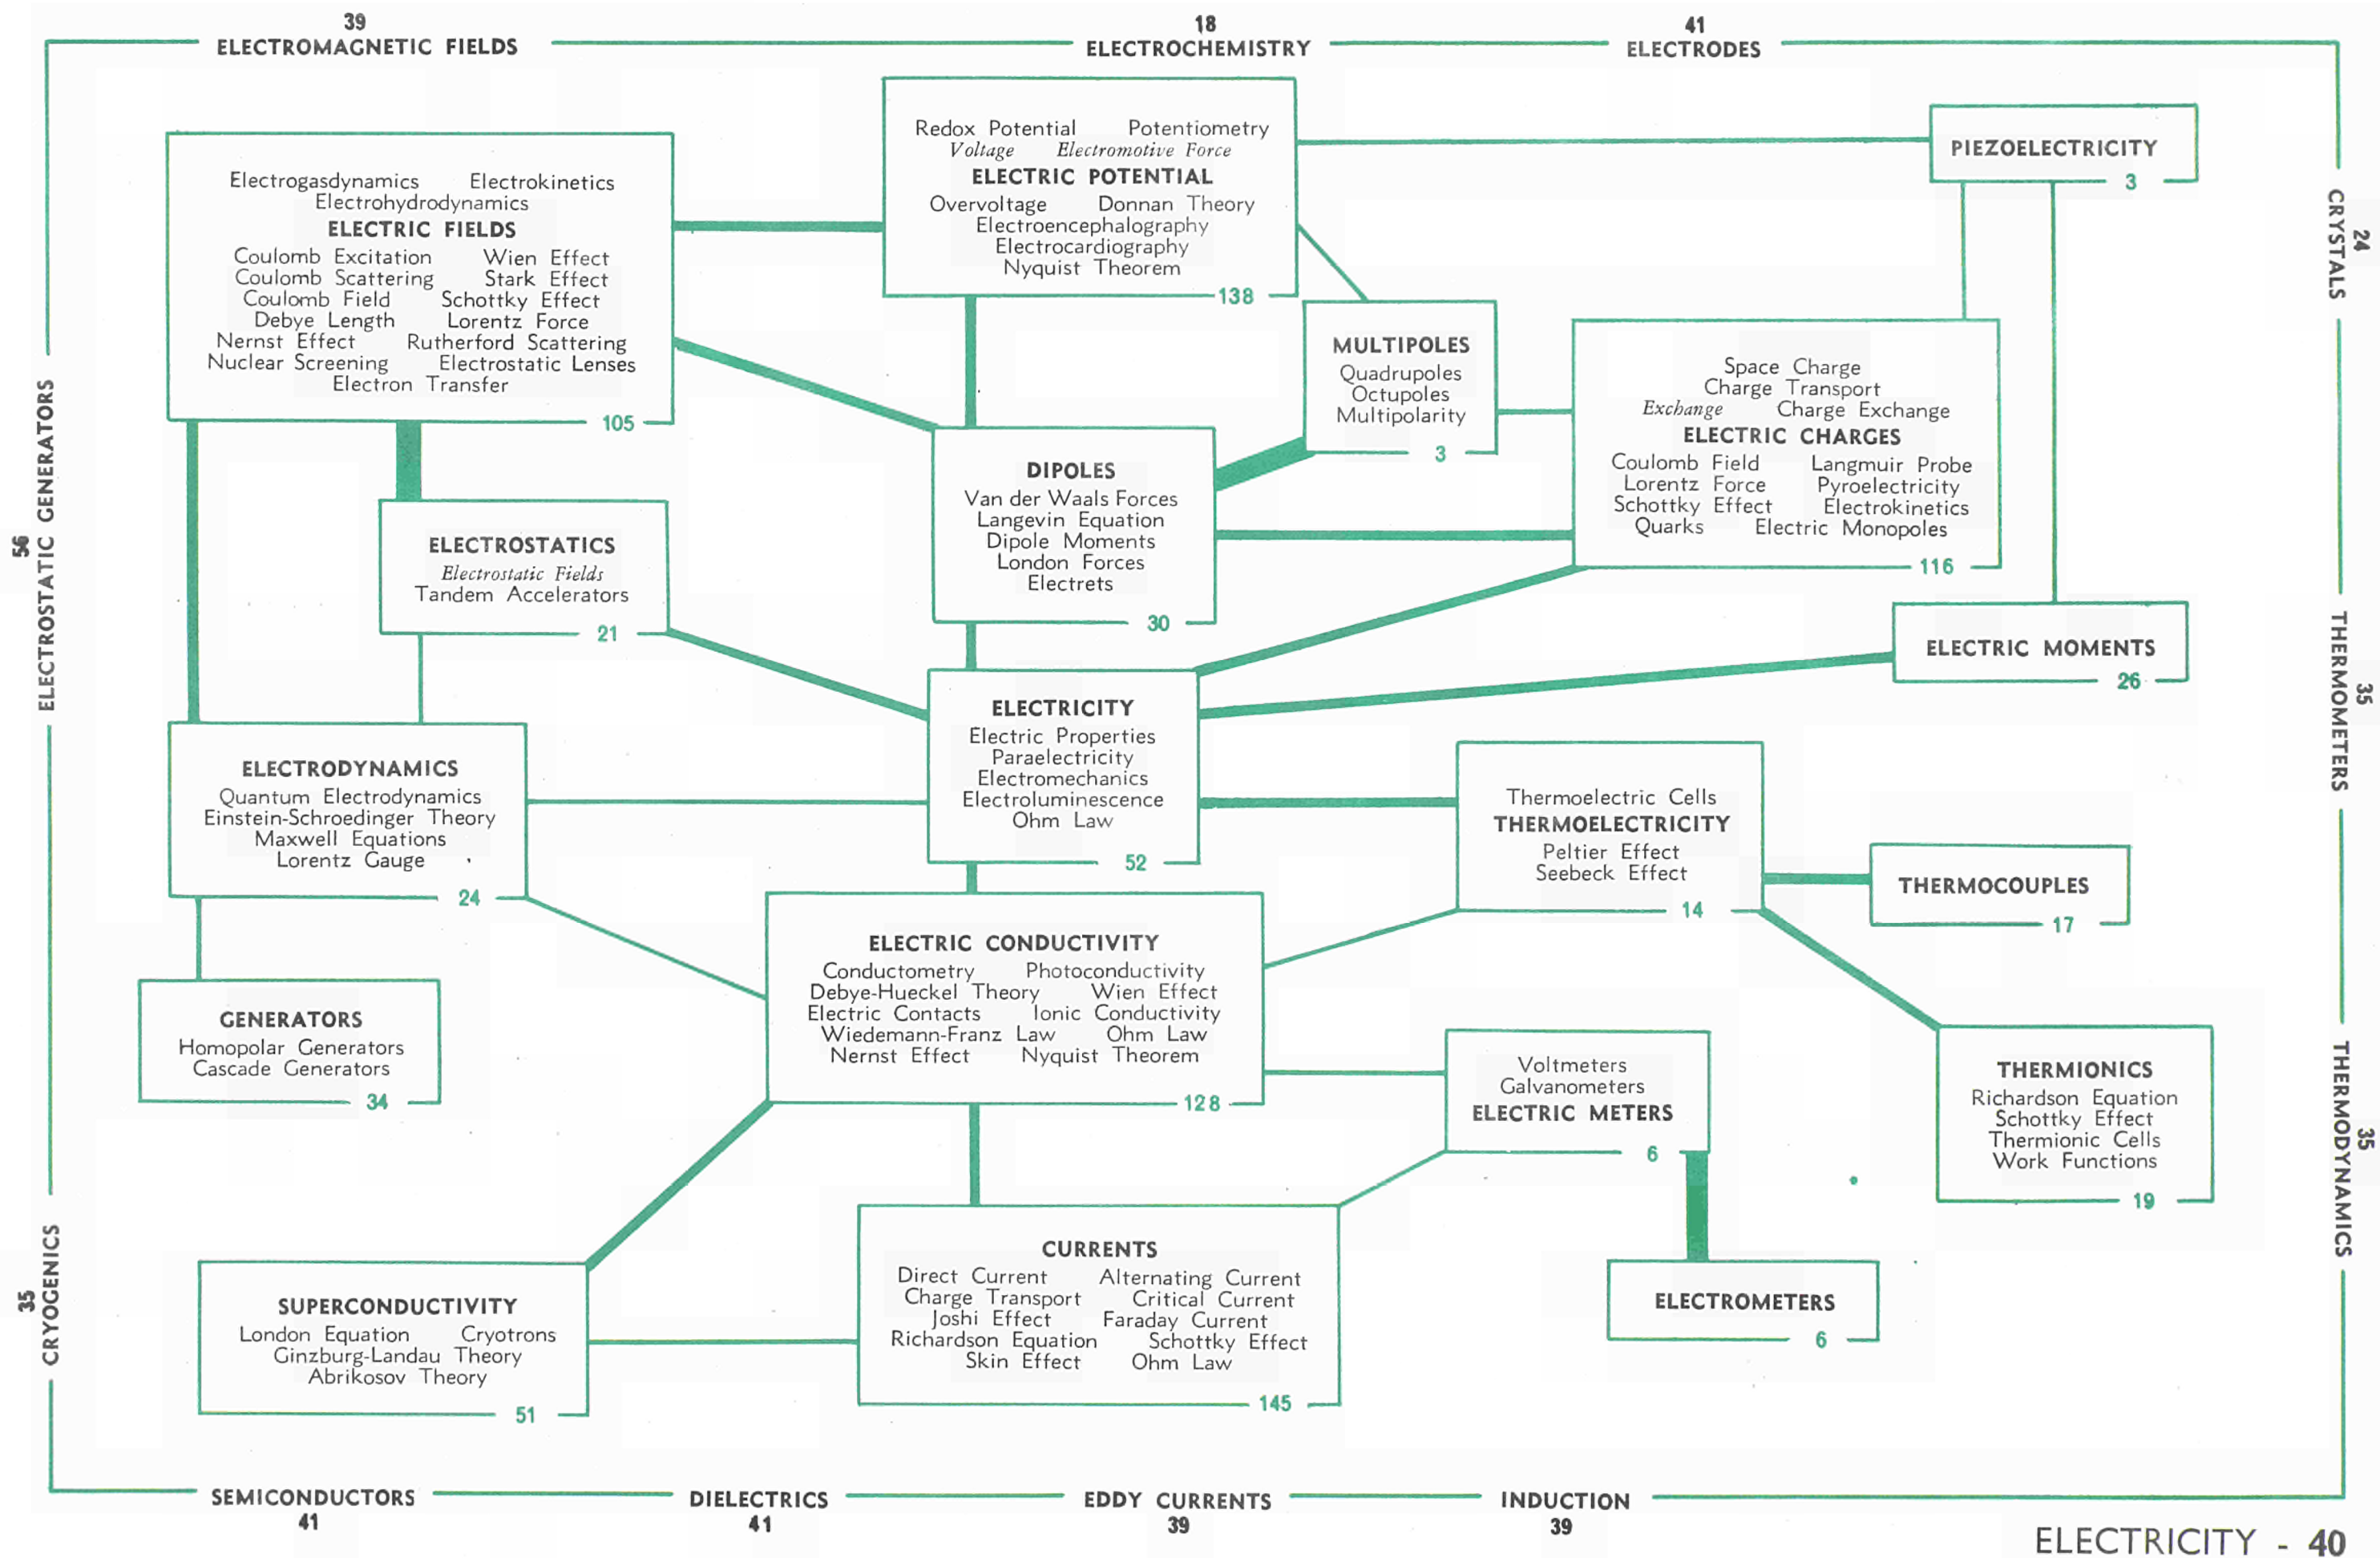 39
ELECTROMAGNETIC FIELDS
18
ELECTROCHEMISTRY
41
ELECTRODES
Electrogasdynamics Electrokinetics
Electrohydrodynamics
ELECTRIC FIELDS
Coulomb Excitation Wien Effect
Coulomb Scattering Stark Effect
Coulomb Field Schottky Effect
Debye Length Lorentz Force
Nernst Effect Rutherford Scattering
Nuclear Screening Electrostatic Lenses
Electron Transfer
105
Redox Potential Potentiometry
Voltage Electromotive Force
ELECTRIC POTENTIAL
Overvoltage Donnan Theory
Electroencephalography
Electrocardiography
Nyquist Theorem
138
PIEZOELECTRICITY
3
MULTIPOLES
Quadrupoles
Octupoles
Multipolarity
3
Space Charge
Charge Transport
Exchange Charge Exchange
ELECTRIC CHARGES
Coulomb Field Langmuir Probe
Lorentz Force Pyroelectricity
Schottky Effect Electrokinetics
Quarks Electric Monopoles
116
DIPOLES
Van der Waals Forces
Langevin Equation
Dipole Moments
London Forces
Electrets
30
ELECTROSTATICS
Electrostatic Fields
Tandem Accelerators
21
ELECTRIC MOMENTS
26
ELECTRICITY
Electric Properties
Paraelectricity
Electromechanics
Electroluminescence
Ohm Law
52
ELECTRODYNAMICS
Quantum Electrodynamics
Einstein-Schroedinger Theory
Maxwell Equations
Lorentz Gauge
24
Thermoelectric Cells
THERMOELECTRICITY
Peltier Effect
Seebeck Effect
14
THERMOCOUPLES
17
ELECTRIC CONDUCTIVITY
Conductometry Photoconductivity
Debye-Hueckel Theory Wien Effect
Electric Contacts Ionic Conductivity
Wiedemann-Franz Law Ohm Law
Nernst Effect Nyquist Theorem
128
GENERATORS
Homopolar Generators
Cascade Generators
34
Voltmeters
Galvanometers
ELECTRIC METERS
6
THERMIONICS
Richardson Equation
Schottky Effect
Thermionic Cells
Work Functions
19
CURRENTS
Direct Current Alternating Current
Charge Transport Critical Current
Joshi Effect Faraday Current
Richardson Equation Schottky Effect
Skin Effect Ohm Law
145
ELECTROMETERS
6
SUPERCONDUCTIVITY
London Equation Cryotrons
Ginzburg-Landau Theory
Abrikosov Theory
51
56
ELECTROSTATIC GENERATORS
35
CRYOGENICS
24
CRYSTALS
35
THERMOMETERS
35
THERMODYNAMICS
SEMICONDUCTORS
41
DIELECTRICS
41
EDDY CURRENTS
39
INDUCTION
39
ELECTRICITY - 40